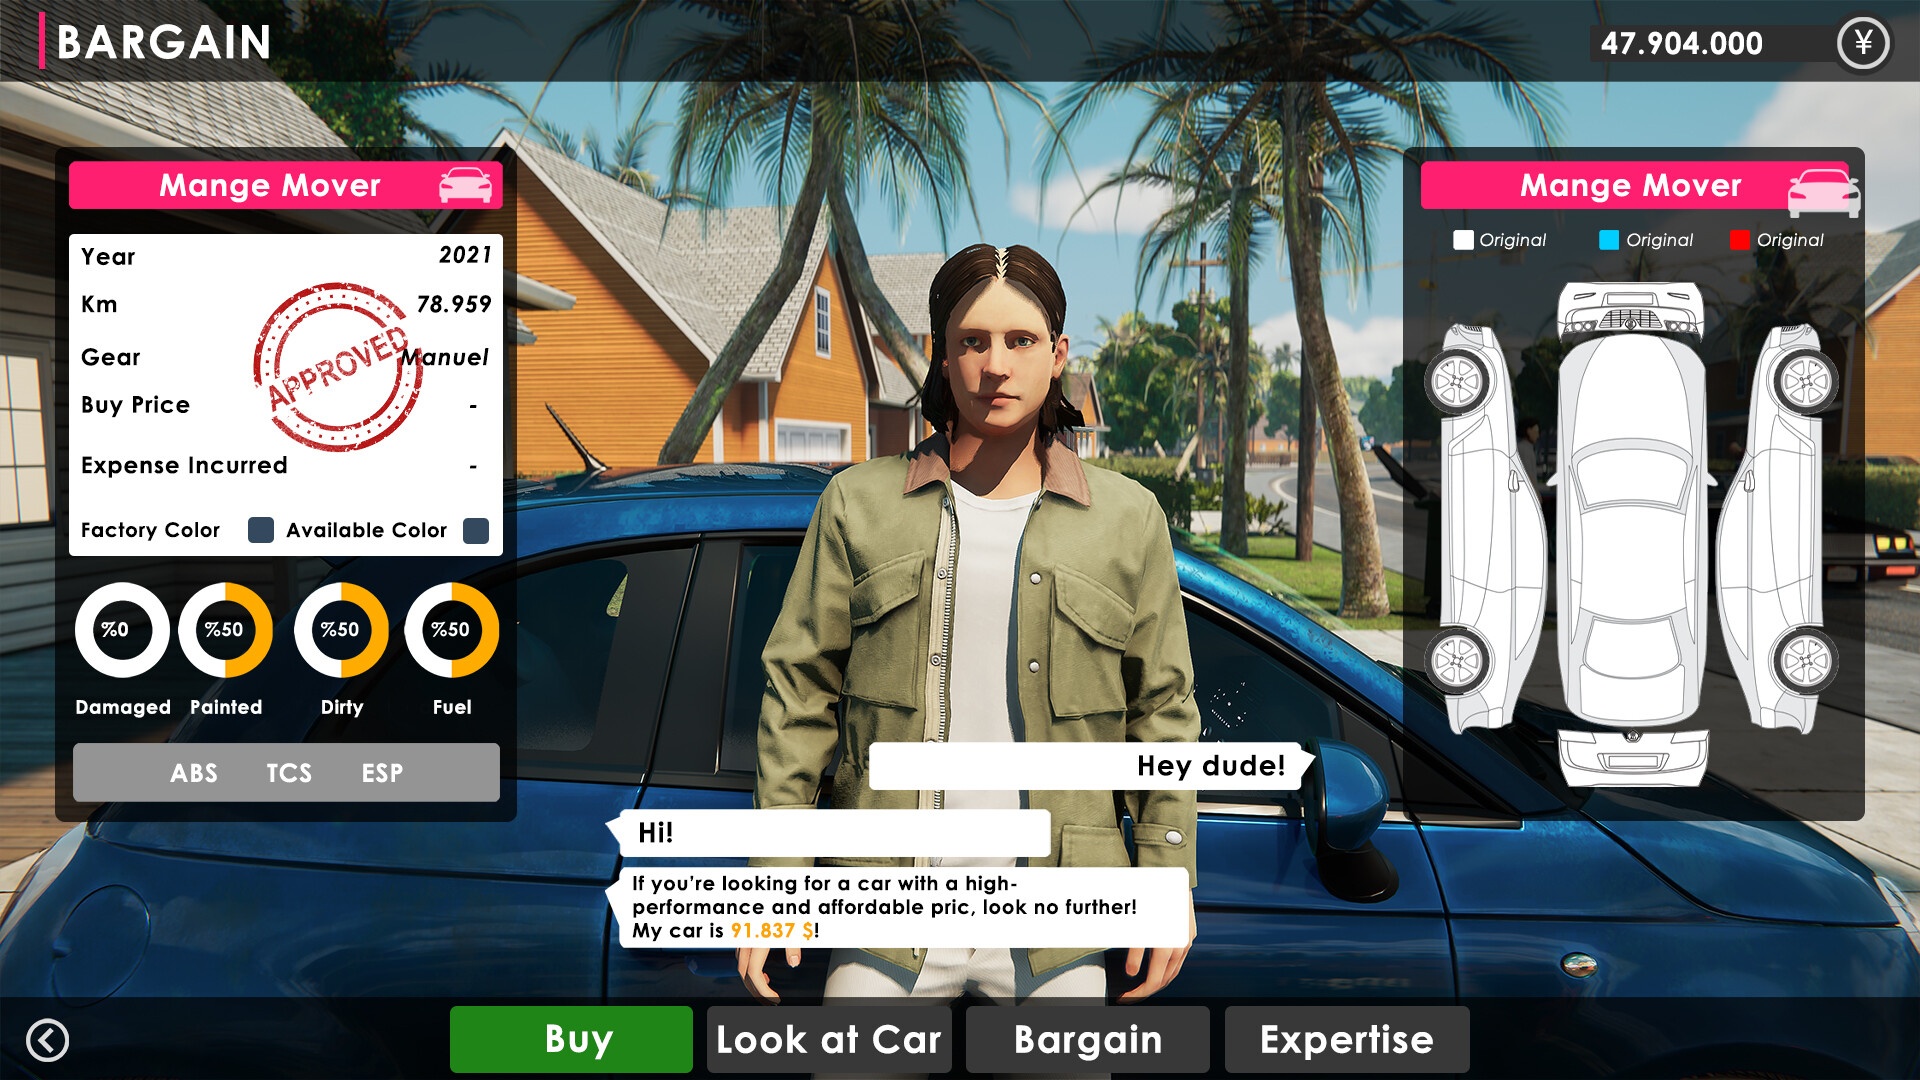 BARGAIN
47.904.000 ¥
Mange Mover
Year 2021
Km 78.959
Gear Manuel
APPROVED
Buy Price -
Expense Incurred -
Factory Color Available Color
%0 %50 %50 %50
Damaged Painted Dirty Fuel
ABS TCS ESP
Mange Mover
Original Original Original
Hey dude!
Hi!
If you're looking for a car with a high-
performance and affordable pric, look no further!
My car is 91.837 $!
Buy Look at Car Bargain Expertise